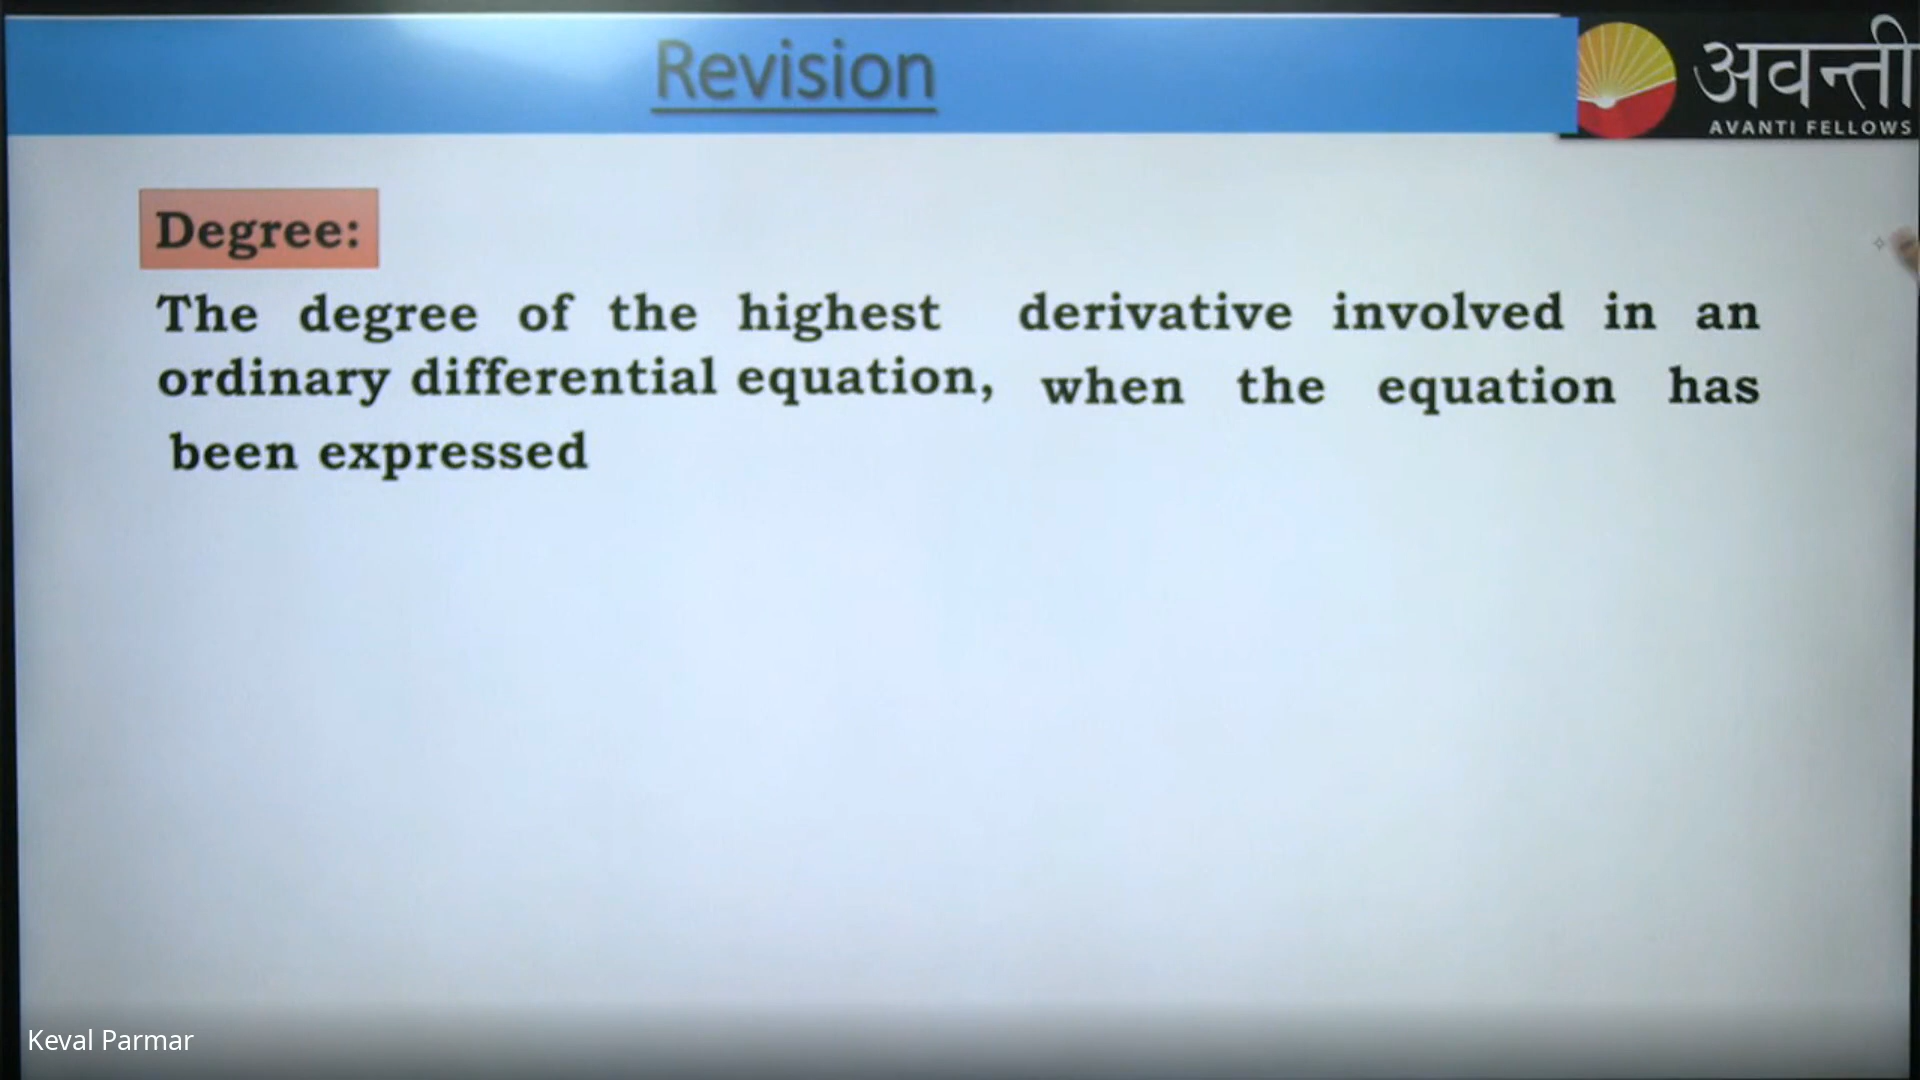 Revision
अवन्ती
AVANTI FELLOWS
Degree:
The degree of the highest derivative involved in an
ordinary differential equation, when the equation has
been expressed
Keval Parmar